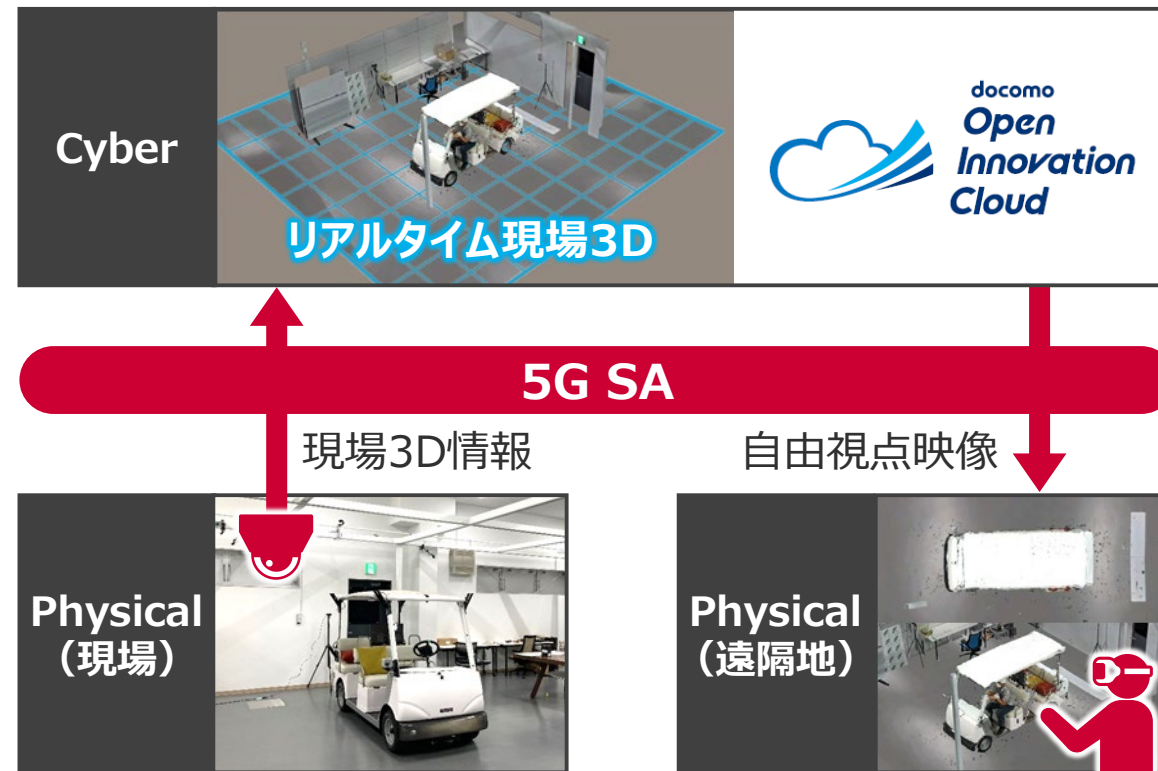 Cyber
リアルタイム現場3D
docomo
Open
Innovation
Cloud
5G SA
現場3D情報
自由視点映像
Physical
（現場）
Physical
（遠隔地）